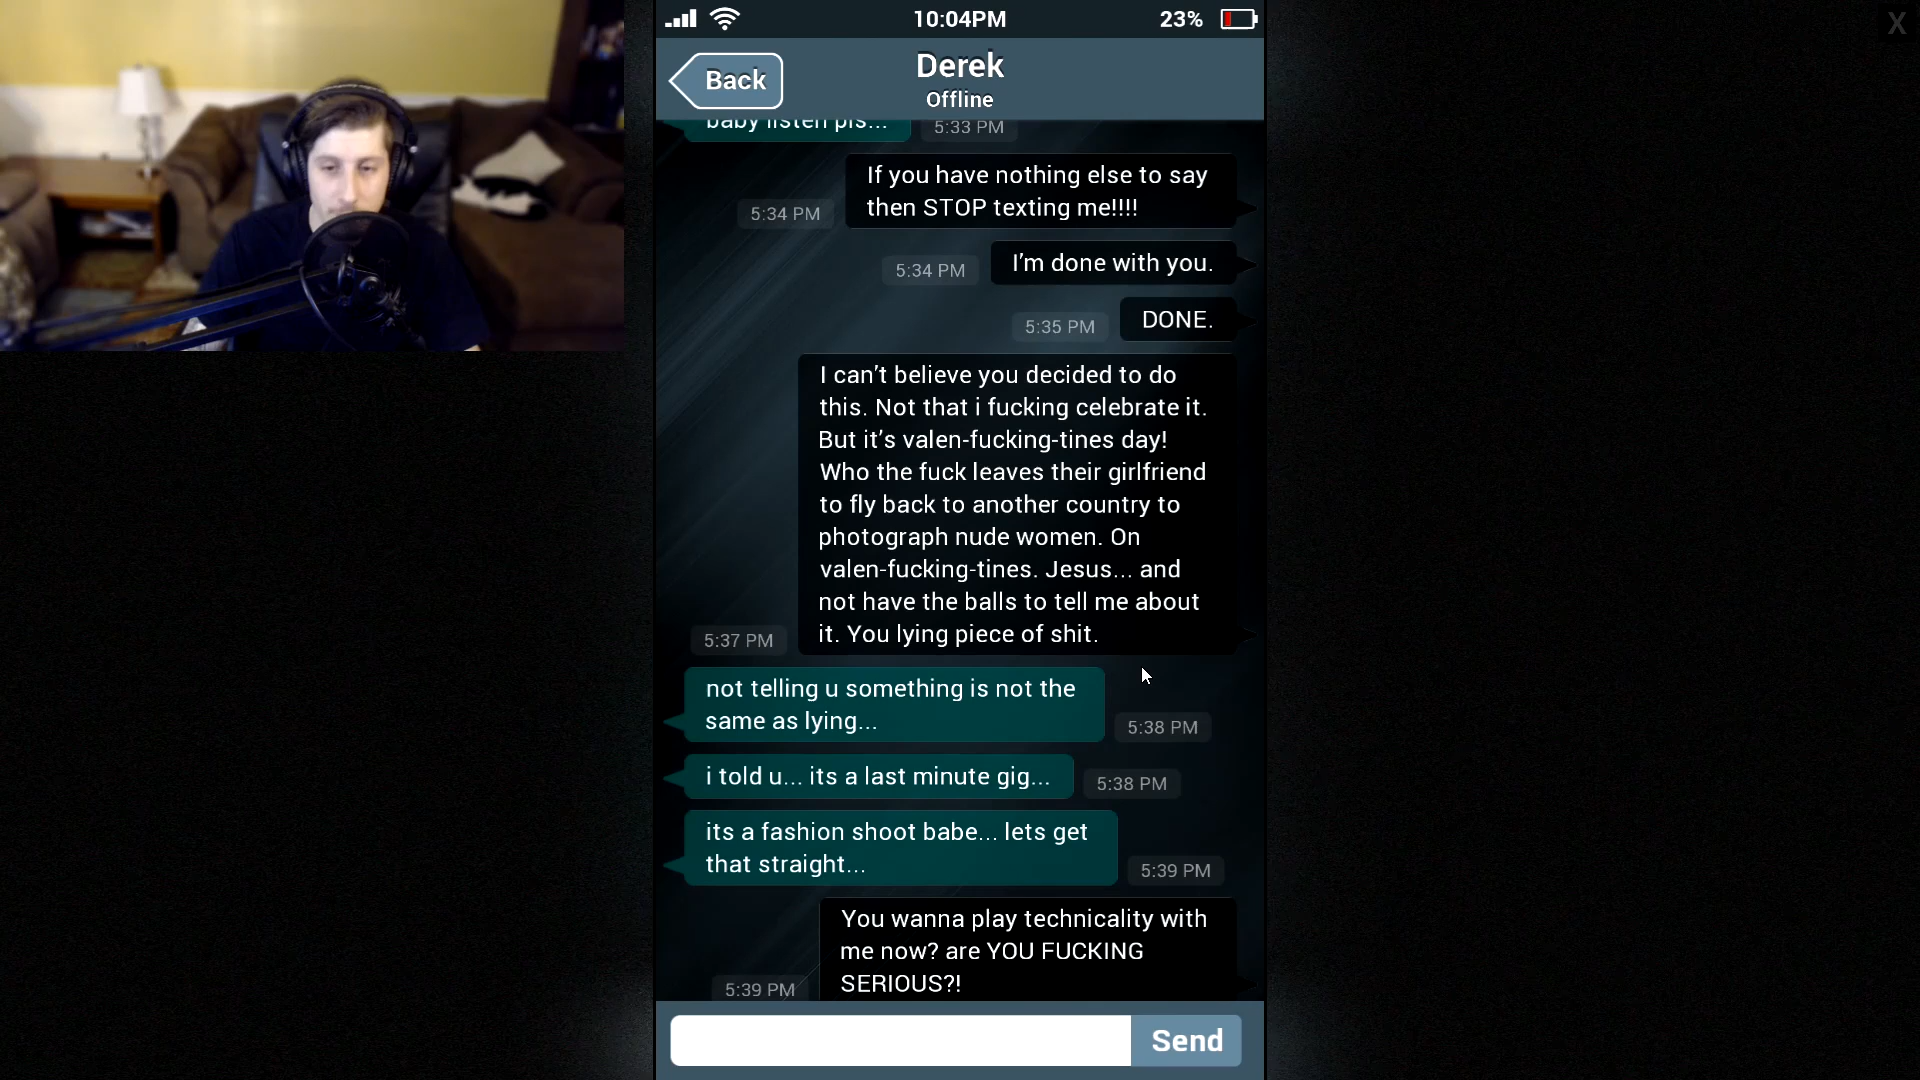 10:04PM
23%
X
Back
Derek
Offline
baby listen pls...
5:33 PM
If you have nothing else to say
then STOP texting me!!!!
5:34 PM
I'm done with you.
5:34 PM
DONE.
5:35 PM
I can't believe you decided to do
this. Not that i fucking celebrate it.
But it's valen-fucking-tines day!
Who the fuck leaves their girlfriend
to fly back to another country to
photograph nude women. On
valen-fucking-tines. Jesus... and
not have the balls to tell me about
it. You lying piece of shit.
5:37 PM
not telling u something is not the
same as lying...
5:38 PM
i told u... its a last minute gig...
5:38 PM
its a fashion shoot babe... lets get
that straight...
5:39 PM
You wanna play technicality with
me now? are YOU FUCKING
SERIOUS?!
5:39 PM
Send